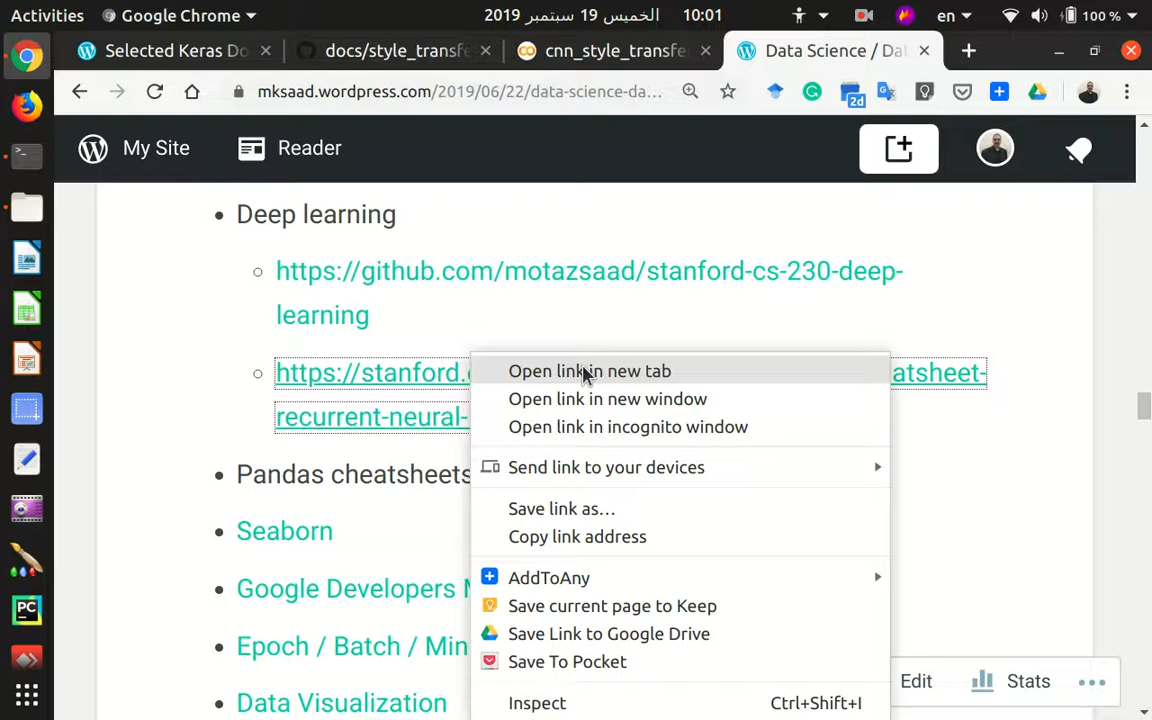 Activities
Google Chrome
الخميس 19 سبتمبر 2019
10:01
en
100 %
Selected Keras Do
docs/style_transfe
cnn_style_transfe
Data Science / Da
mksaad.wordpress.com/2019/06/22/data-science-da...
2d
My Site
Reader
Deep learning
https://github.com/motazsaad/stanford-cs-230-deep-
learning
https://stanford.
atsheet-
recurrent-neural-
Pandas cheatsheets
Seaborn
Google Developers
Epoch / Batch / Min
Data Visualization
Open link in new tab
Open link in new window
Open link in incognito window
Send link to your devices
Save link as...
Copy link address
AddToAny
Save current page to Keep
Save Link to Google Drive
Save To Pocket
Inspect
Ctrl+Shift+I
Edit
Stats
PC